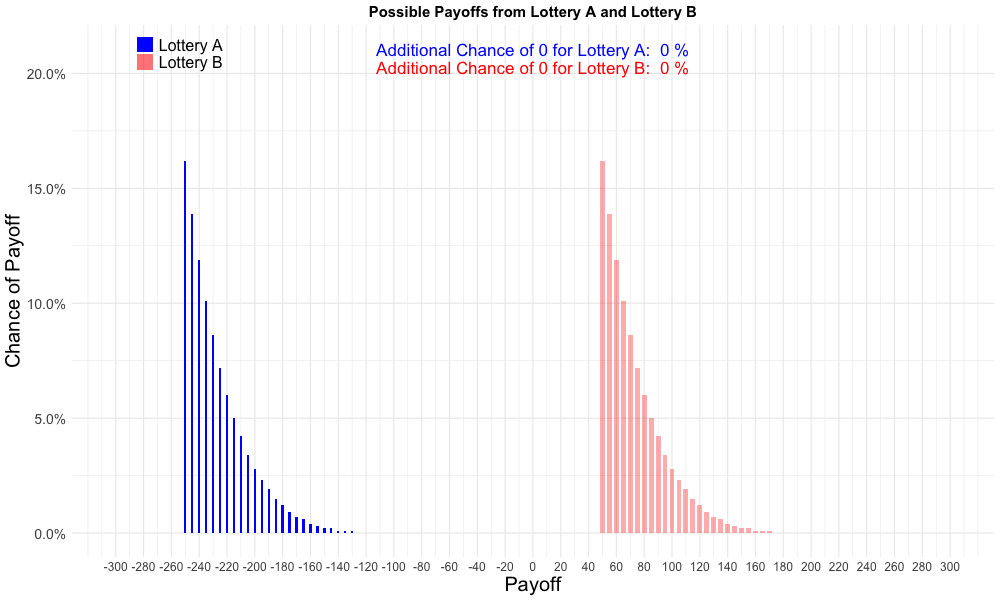 Possible Payoffs from Lottery A and Lottery B
Lottery A
Lottery B
Additional Chance of 0 for Lottery A:  0 %
Additional Chance of 0 for Lottery B:  0 %
Chance of Payoff
20.0%
15.0%
10.0%
5.0%
0.0%
-300 -280 -260 -240 -220 -200 -180 -160 -140 -120 -100 -80 -60 -40 -20 0 20 40 60 80 100 120 140 160 180 200 220 240 260 280 300
Payoff